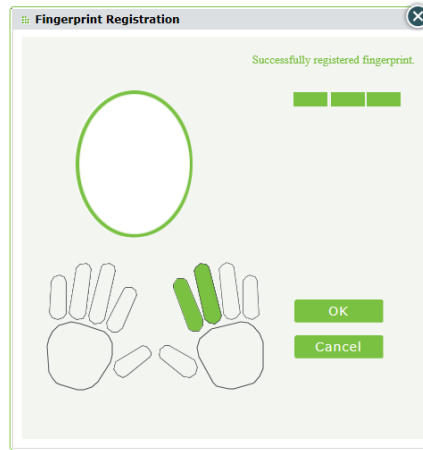 Fingerprint Registration
Successfully registered fingerprint.
OK
Cancel